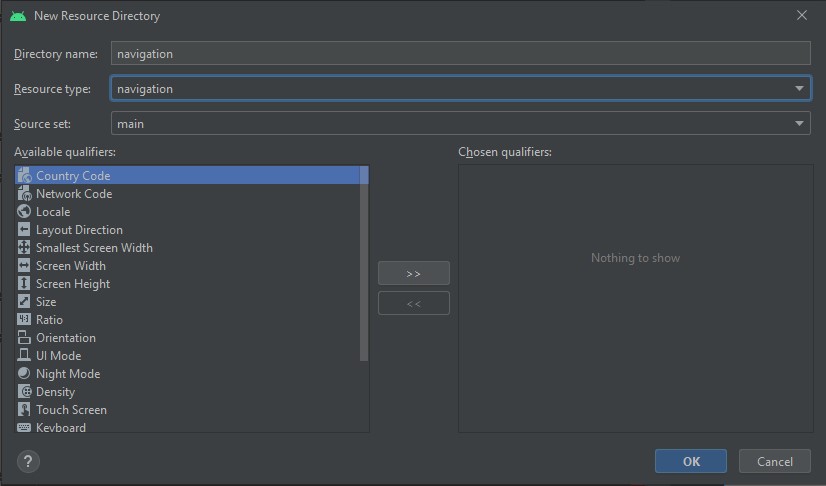 New Resource Directory
Directory name: navigation
Resource type: navigation
Source set: main
Available qualifiers: Chosen qualifiers:
Country Code
Network Code
Locale
Layout Direction
Smallest Screen Width
Screen Width
Nothing to show
>>
Screen Height
Size
<<
4:3 Ratio
Orientation
UI Mode
Night Mode
Density
Touch Screen
Keyboard
? OK Cancel